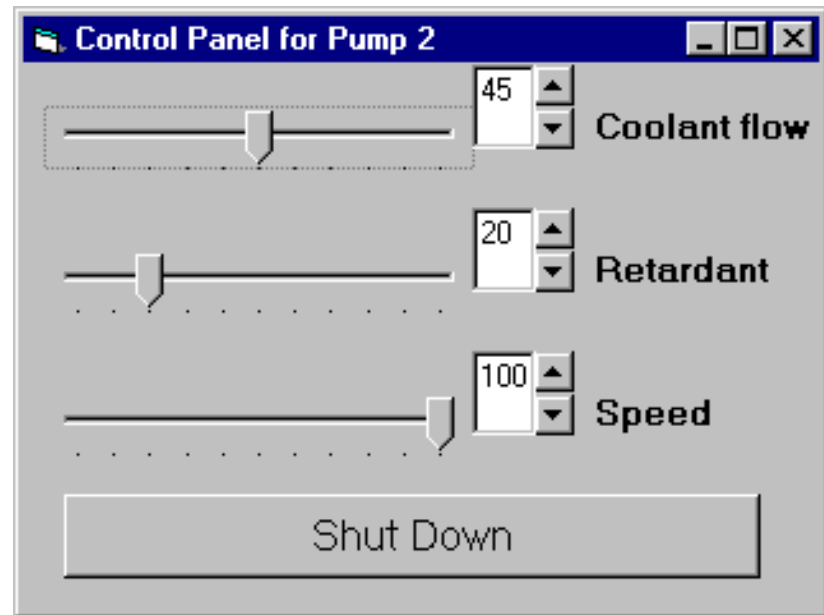 Control Panel for Pump 2
45
Coolant flow
20
Retardant
100
Speed
Shut Down